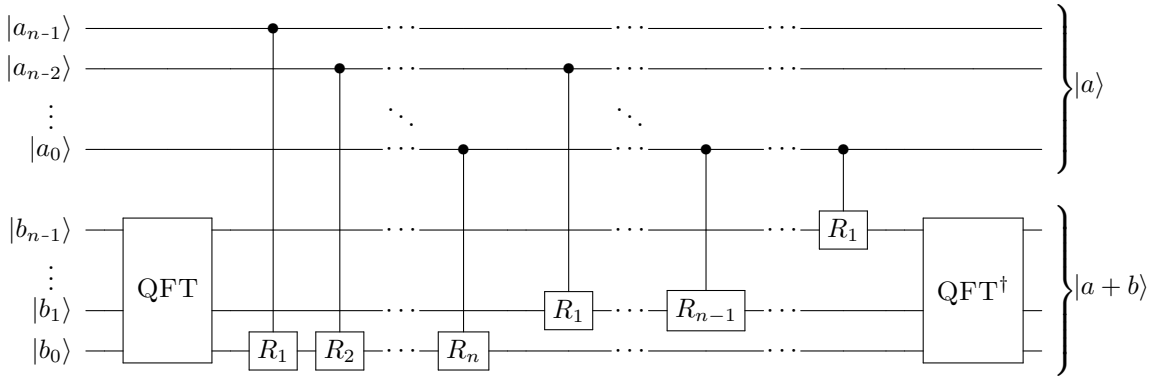 |a_{n-1}⟩ ⋯ ⋯ ⋯
|a_{n-2}⟩ ⋯ ⋯ ⋯
⋮ ⋱ ⋱ |a⟩
|a_0⟩ ⋯ ⋯ ⋯
|b_{n-1}⟩ ⋯ ⋯ ⋯ R_1
⋮ QFT QFT† |a + b⟩
|b_1⟩ ⋯ R_1 ⋯ R_{n−1} ⋯
|b_0⟩ R_1 R_2 ⋯ R_n ⋯ ⋯